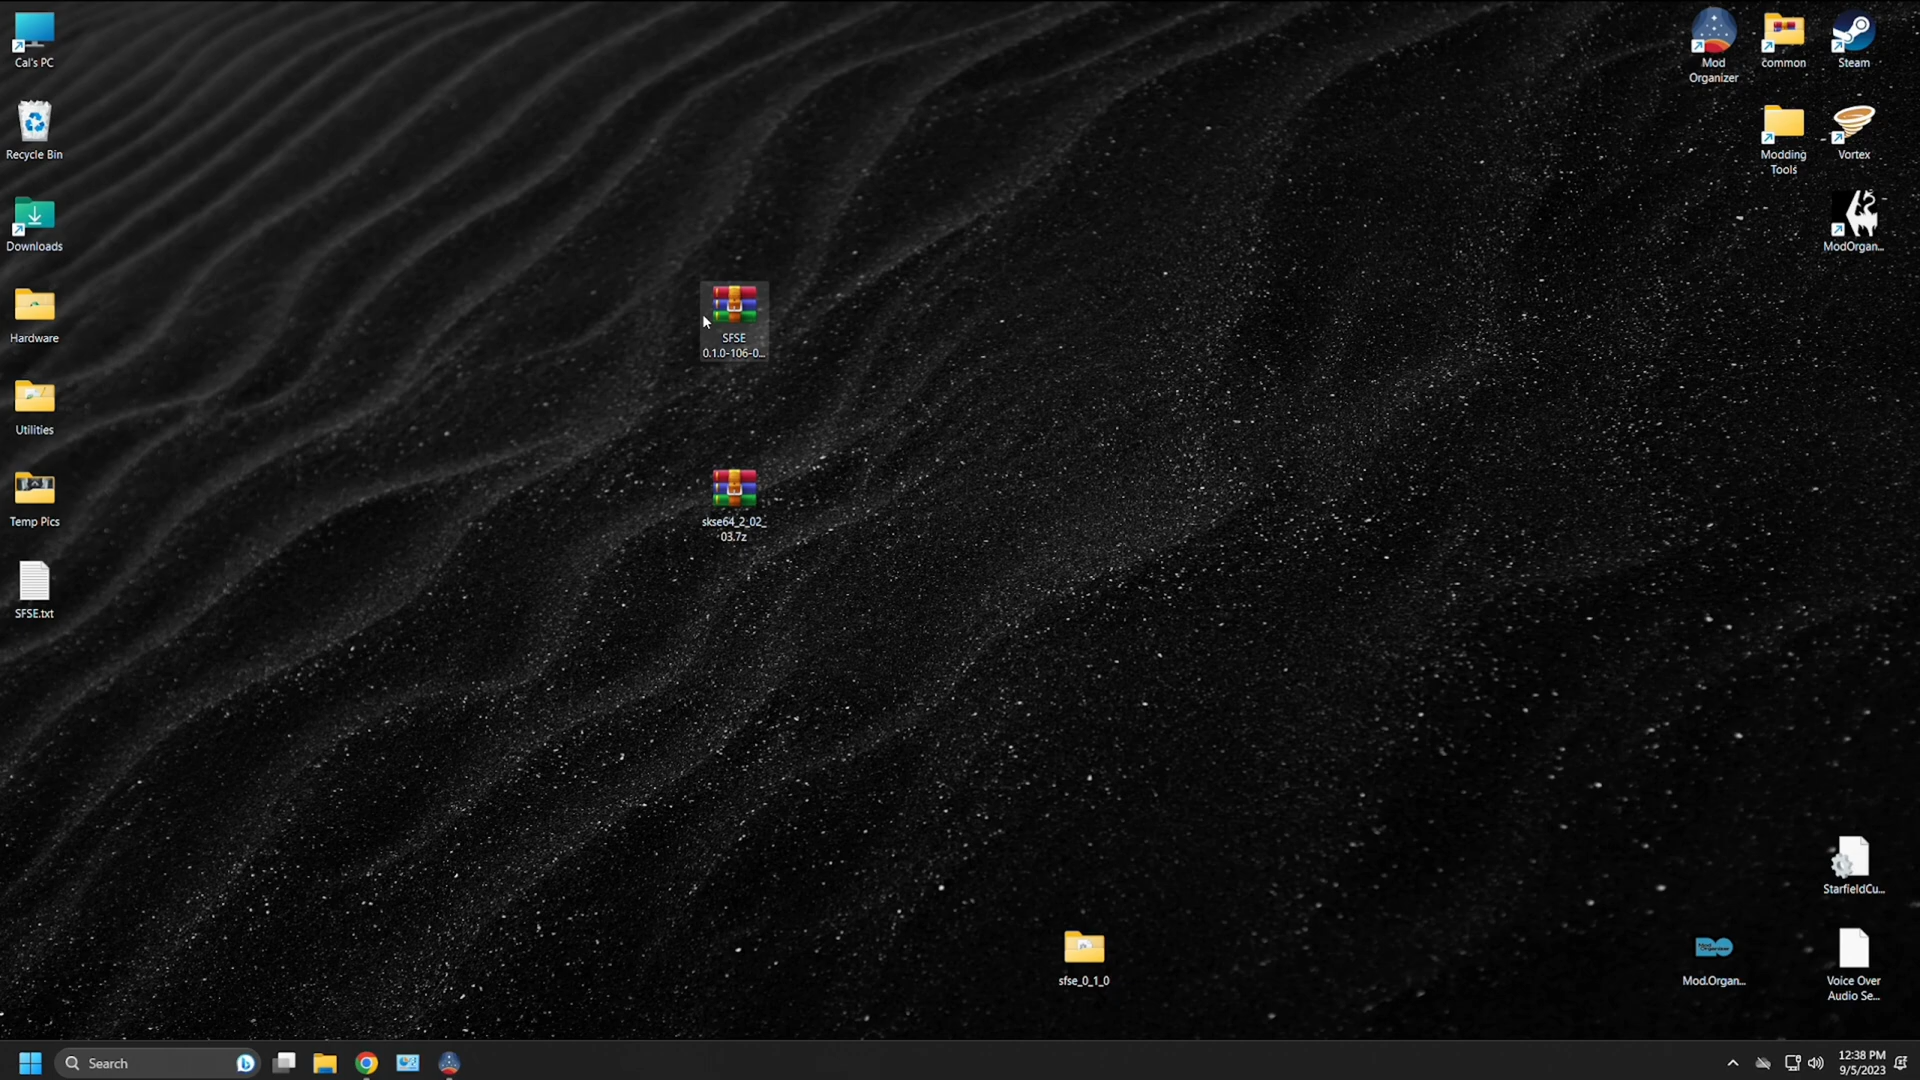 Cal's PC
Recycle Bin
Downloads
Hardware
Utilities
Temp Pics
SFSE.txt
SFSE
0.1.0-106-0...
skse64_2_02_
03.7z
sfse_0_1_0
Mod
Organizer
common
Steam
Modding
Tools
Vortex
ModOrgan...
StarfieldCu...
Mod.Organ...
Voice Over
Audio Se...
Search
12:38 PM
9/5/2023